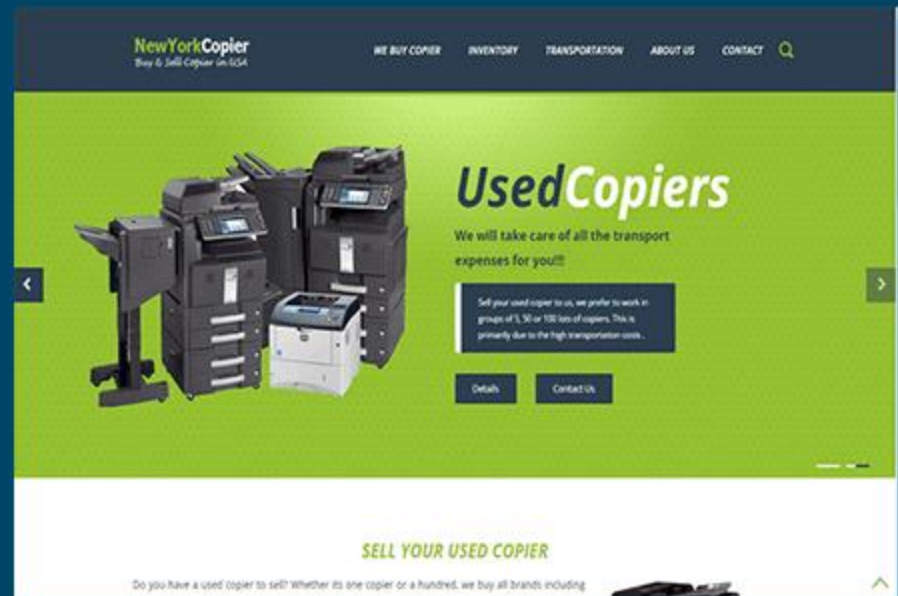 NewYorkCopier
Buy & Sell Copier in USA
WE BUY COPIER INVENTORY TRANSPORTATION ABOUT US CONTACT
UsedCopiers
We will take care of all the transport
expenses for you!!!
Sell your used copier to us, we prefer to work in
groups of 5, 50 or 100 lots of copiers. This is
primarily due to the high transportation costs .
Details Contact Us
SELL YOUR USED COPIER
Do you have a used copier to sell? Whether its one copier or a hundred, we buy all brands including